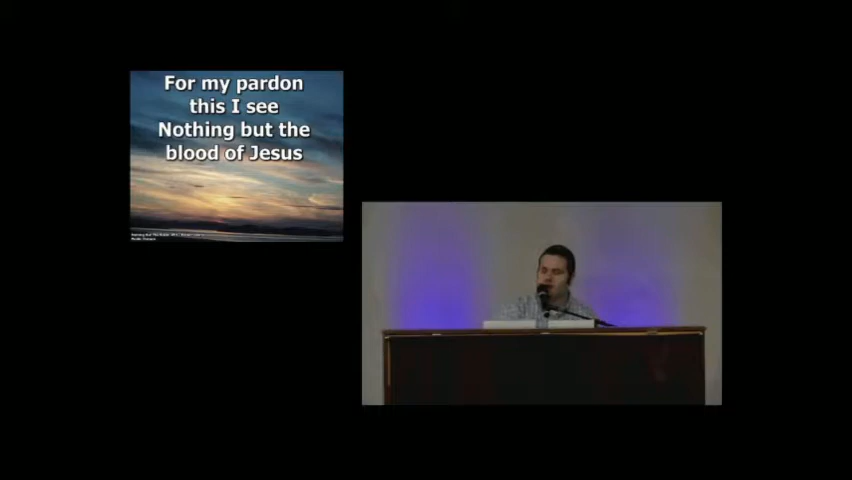 For my pardon
this I see
Nothing but the
blood of Jesus